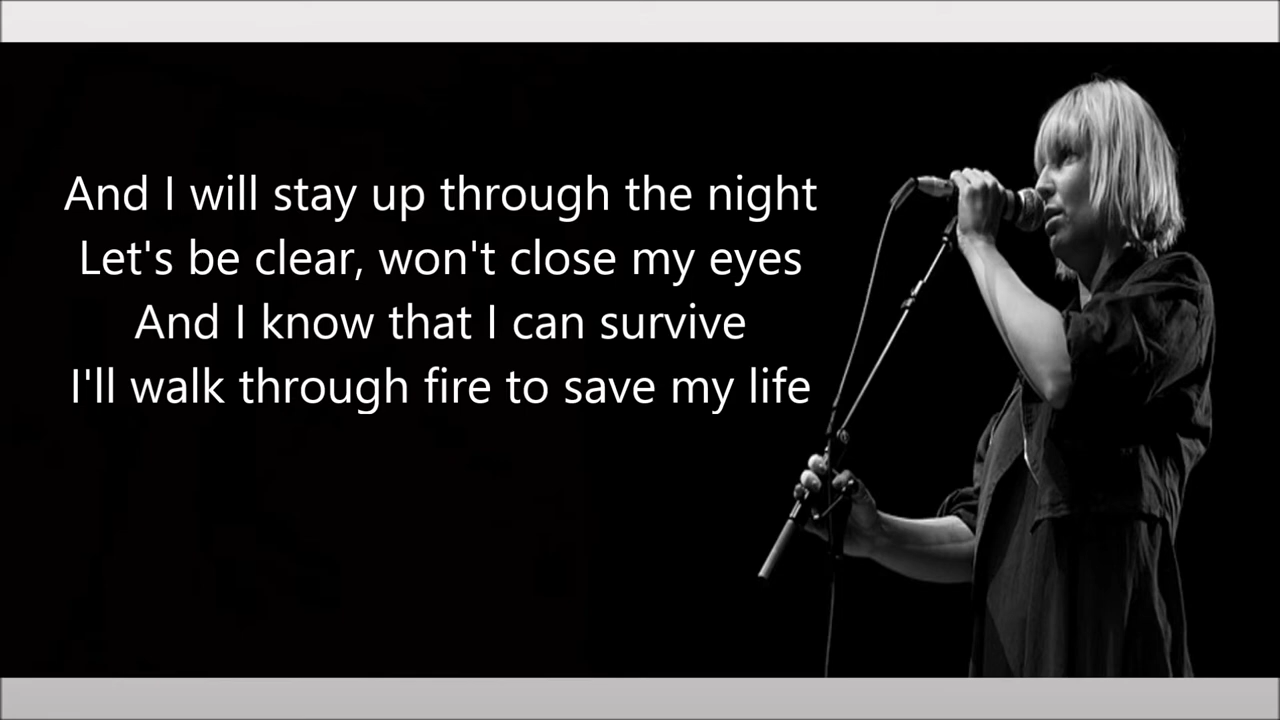 And I will stay up through the night
Let's be clear, won't close my eyes
And I know that I can survive
I'll walk through fire to save my life